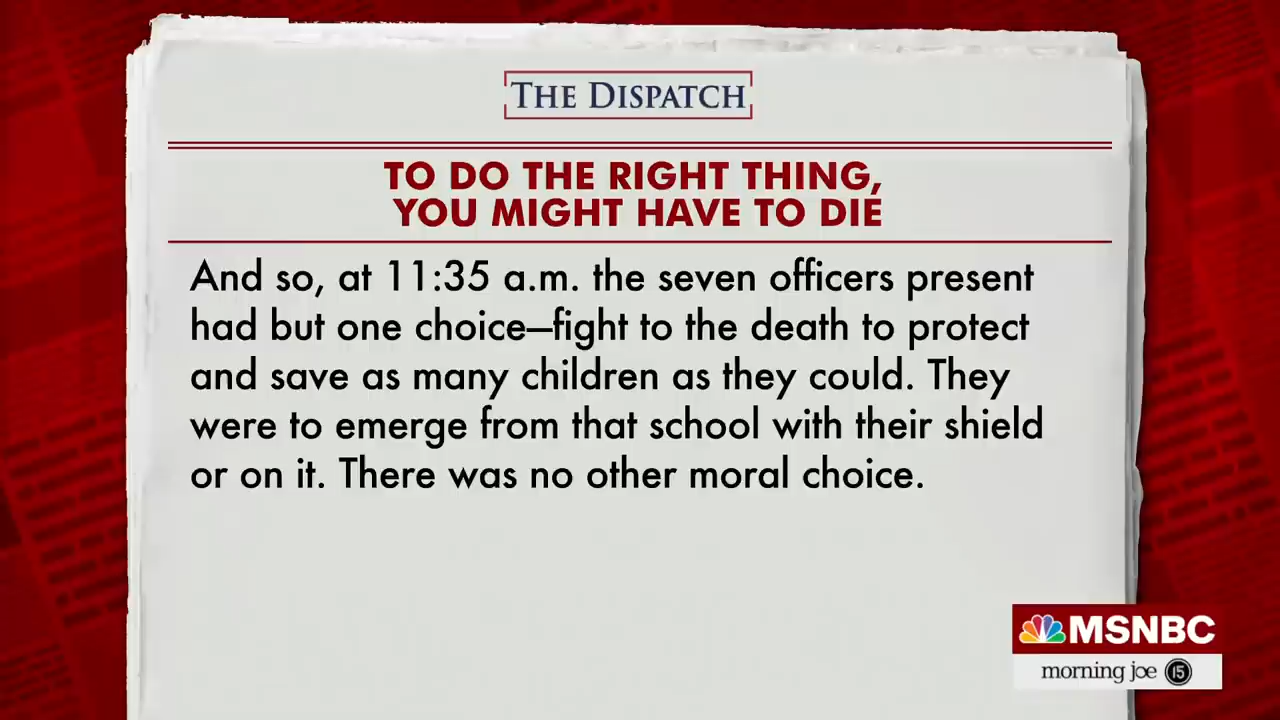 THE DISPATCH
TO DO THE RIGHT THING,
YOU MIGHT HAVE TO DIE
And so, at 11:35 a.m. the seven officers present
had but one choice—fight to the death to protect
and save as many children as they could. They
were to emerge from that school with their shield
or on it. There was no other moral choice.
MSNBC
morning joe 15